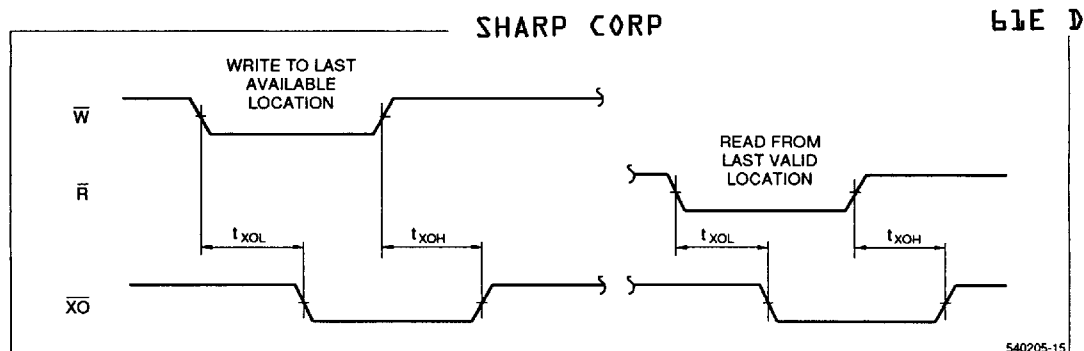 SHARP CORP
61E D
WRITE TO LAST
AVAILABLE
LOCATION
W̅
READ FROM
LAST VALID
LOCATION
R̅
tXOL
tXOH
tXOL
tXOH
X̅O̅
540205-15